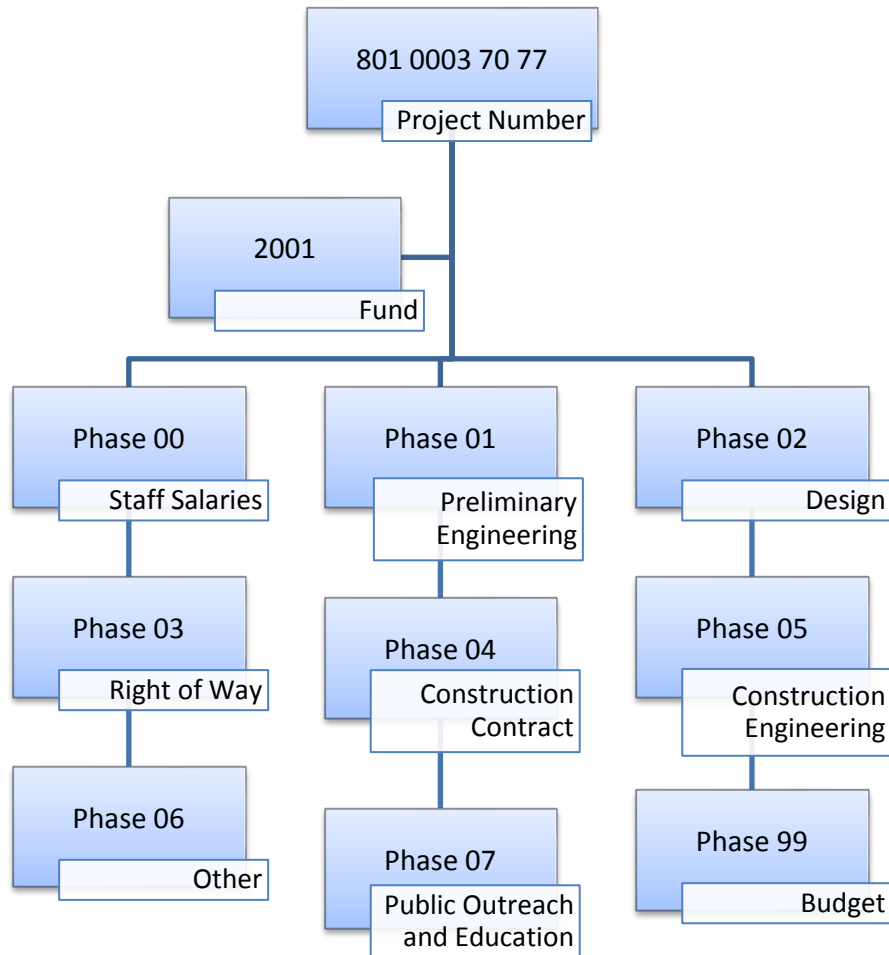 801 0003 70 77
Project Number
2001
Fund
Phase 00
Staff Salaries
Phase 01
Preliminary
Engineering
Phase 02
Design
Phase 03
Right of Way
Phase 04
Construction
Contract
Phase 05
Construction
Engineering
Phase 06
Other
Phase 07
Public Outreach
and Education
Phase 99
Budget